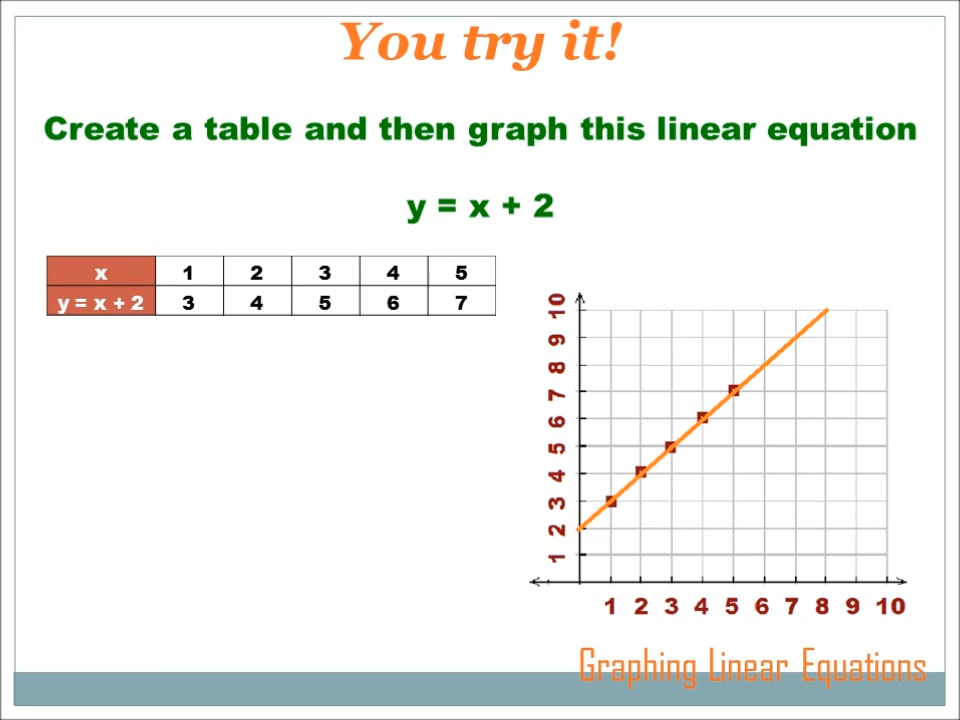 You try it!
Create a table and then graph this linear equation
y = x + 2
x 1 2 3 4 5
y = x + 2 3 4 5 6 7
10
9
8
7
6
5
4
3
2
1
1 2 3 4 5 6 7 8 9 10
Graphing Linear Equations